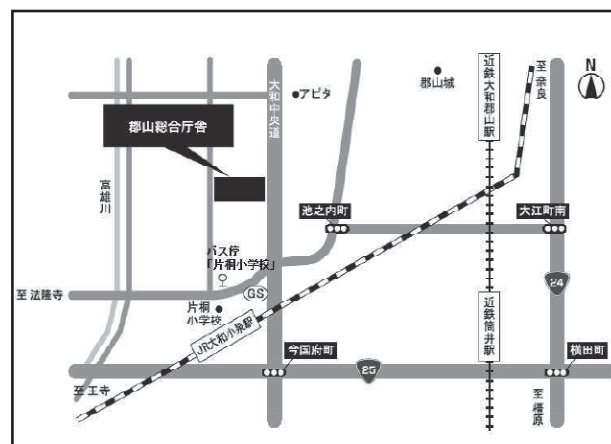 郡山総合庁舎
大和中央道
アピタ
郡山城
近鉄大和郡山駅
至 奈良
N
富雄川
池之内町
大江町南
バス停
「片桐小学校」
至 法隆寺
GS
片桐
小学校
JR大和小泉駅
近鉄筒井駅
24
今国府町
25
横田町
至 王寺
至 橿原